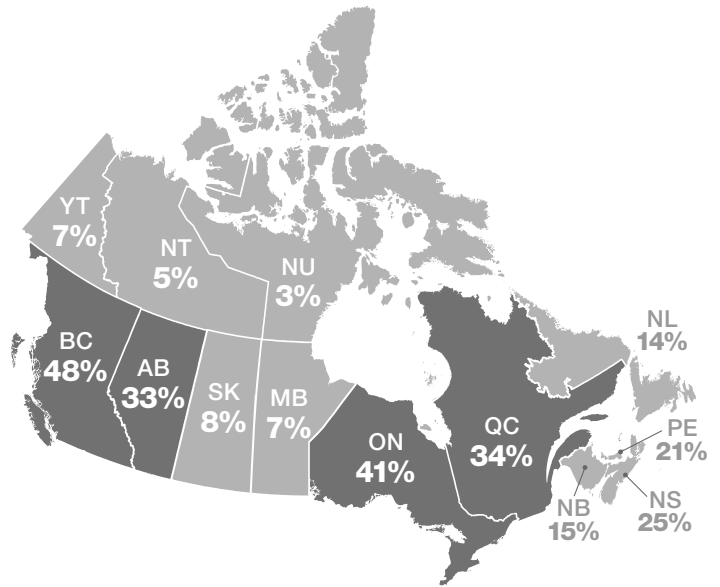 YT
7%
NT
5%
NU
3%
BC
48%
AB
33%
SK
8%
MB
7%
ON
41%
QC
34%
NL
14%
PE
21%
NB
15%
NS
25%